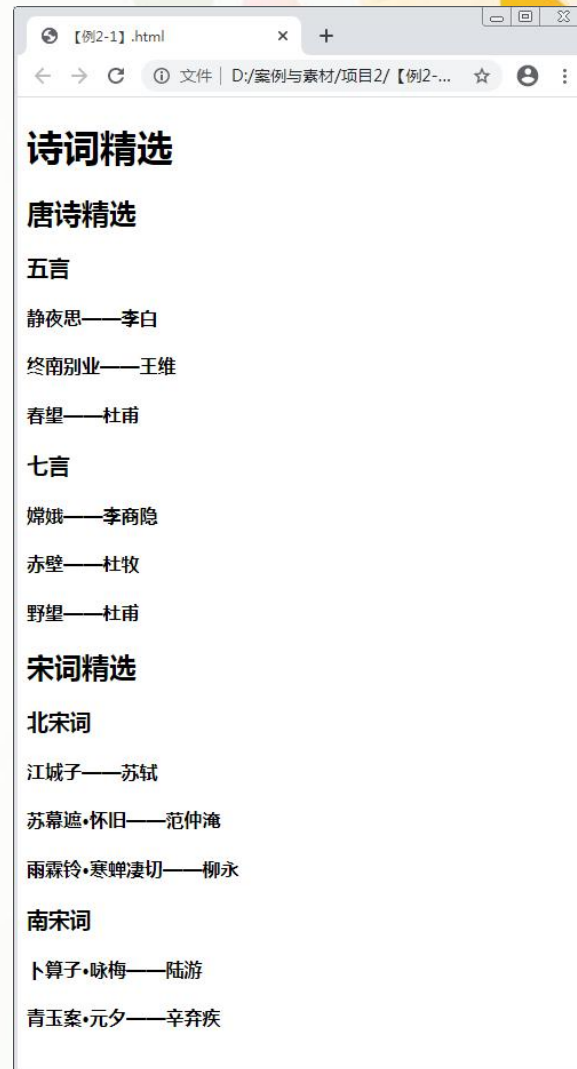 【例2-1】.html
文件 | D:/案例与素材/项目2/【例2-...
诗词精选
唐诗精选
五言
静夜思——李白
终南别业——王维
春望——杜甫
七言
嫦娥——李商隐
赤壁——杜牧
野望——杜甫
宋词精选
北宋词
江城子——苏轼
苏幕遮•怀旧——范仲淹
雨霖铃•寒蝉凄切——柳永
南宋词
卜算子•咏梅——陆游
青玉案•元夕——辛弃疾